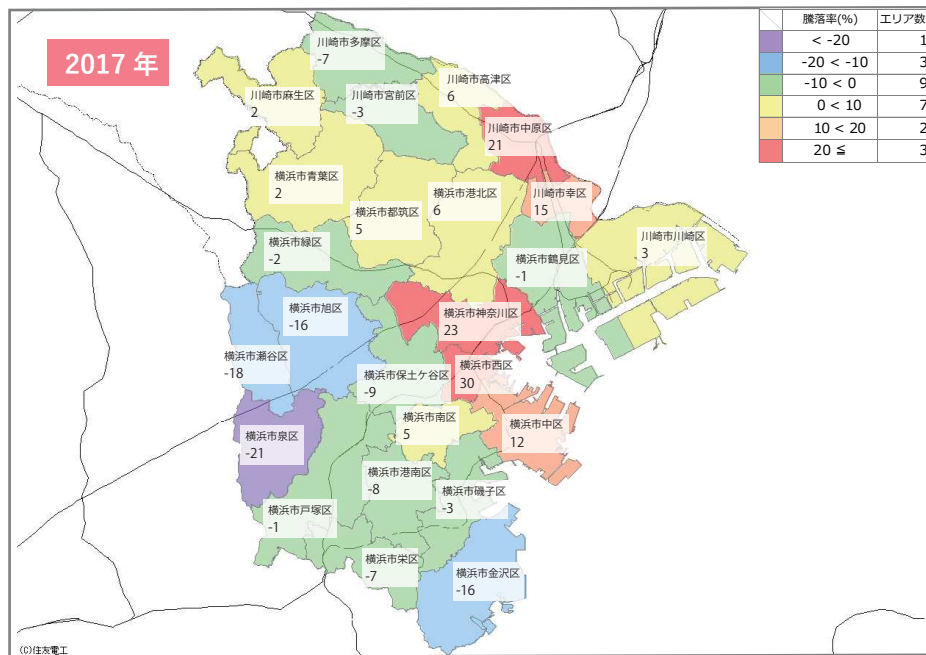 2017 年
騰落率(%) エリア数
< -20 1
-20 < -10 3
-10 < 0 9
0 < 10 7
10 < 20 2
20 ≦ 3
川崎市多摩区
-7
川崎市高津区
6
川崎市麻生区
2
川崎市宮前区
-3
川崎市中原区
21
横浜市青葉区
2
横浜市港北区
6
川崎市幸区
15
横浜市都筑区
5
川崎市川崎区
3
横浜市緑区
-2
横浜市鶴見区
-1
横浜市旭区
-16
横浜市神奈川区
23
横浜市瀬谷区
-18
横浜市西区
30
横浜市保土ケ谷区
-9
横浜市南区
5
横浜市中区
12
横浜市泉区
-21
横浜市港南区
-8
横浜市磯子区
-3
横浜市戸塚区
-1
横浜市栄区
-7
横浜市金沢区
-16
(C)住友電工